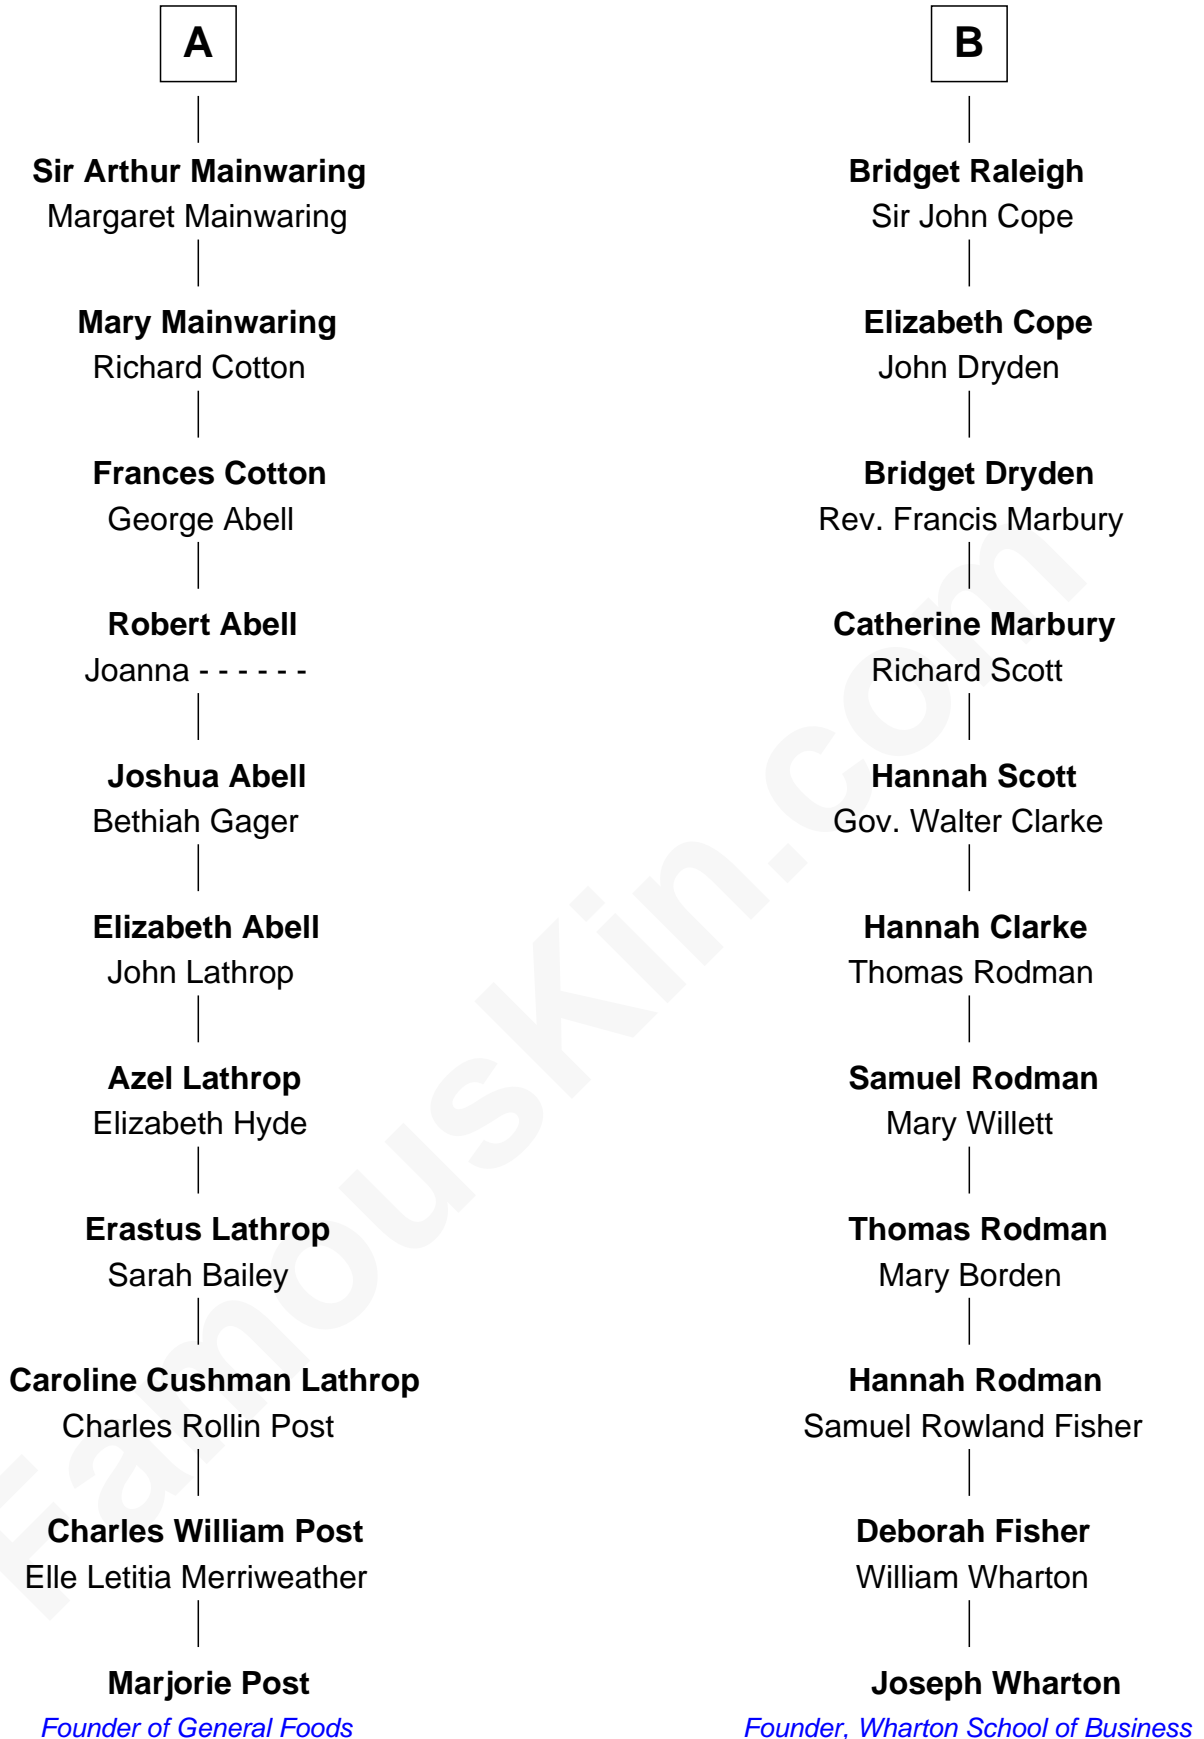 A
Sir Arthur Mainwaring
Margaret Mainwaring
Mary Mainwaring
Richard Cotton
Frances Cotton
George Abell
Robert Abell
Joanna - - - - - -
Joshua Abell
Bethiah Gager
Elizabeth Abell
John Lathrop
Azel Lathrop
Elizabeth Hyde
Erastus Lathrop
Sarah Bailey
Caroline Cushman Lathrop
Charles Rollin Post
Charles William Post
Elle Letitia Merriweather
Marjorie Post
Founder of General Foods
B
Bridget Raleigh
Sir John Cope
Elizabeth Cope
John Dryden
Bridget Dryden
Rev. Francis Marbury
Catherine Marbury
Richard Scott
Hannah Scott
Gov. Walter Clarke
Hannah Clarke
Thomas Rodman
Samuel Rodman
Mary Willett
Thomas Rodman
Mary Borden
Hannah Rodman
Samuel Rowland Fisher
Deborah Fisher
William Wharton
Joseph Wharton
Founder, Wharton School of Business
FamousKin.com